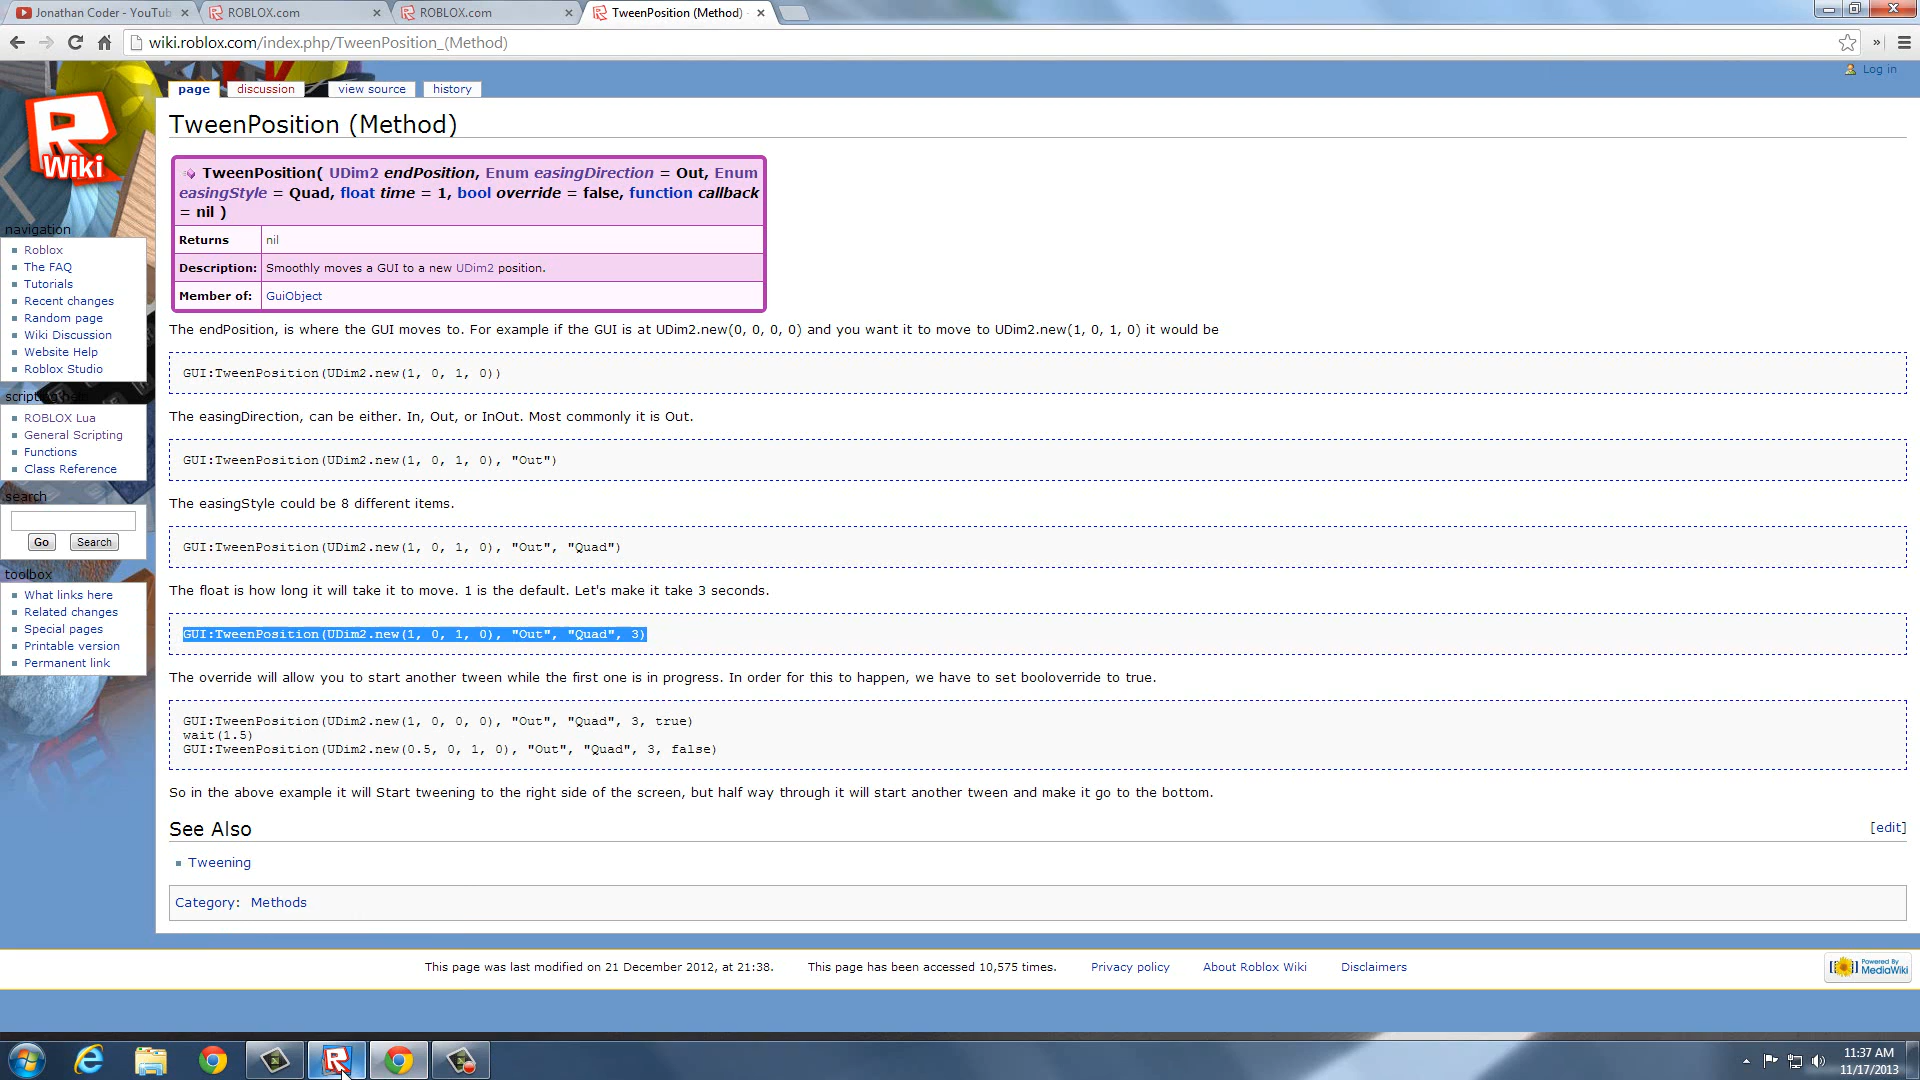 Jonathan Coder - YouTub
ROBLOX.com
ROBLOX.com
TweenPosition (Method)
wiki.roblox.com/index.php/TweenPosition_(Method)
Log in
page
discussion
view source
history
R
Wiki
TweenPosition (Method)
TweenPosition( UDim2 endPosition, Enum easingDirection = Out, Enum
easingStyle = Quad, float time = 1, bool override = false, function callback
= nil )
Returns nil
Description: Smoothly moves a GUI to a new UDim2 position.
Member of: GuiObject
navigation
Roblox
The FAQ
Tutorials
Recent changes
Random page
Wiki Discussion
Website Help
Roblox Studio
ROBLOX Lua
General Scripting
Functions
Class Reference
search
Go Search
toolbox
What links here
Related changes
Special pages
Printable version
Permanent link
The endPosition, is where the GUI moves to. For example if the GUI is at UDim2.new(0, 0, 0, 0) and you want it to move to UDim2.new(1, 0, 1, 0) it would be
GUI:TweenPosition(UDim2.new(1, 0, 1, 0))
The easingDirection, can be either. In, Out, or InOut. Most commonly it is Out.
GUI:TweenPosition(UDim2.new(1, 0, 1, 0), "Out")
The easingStyle could be 8 different items.
GUI:TweenPosition(UDim2.new(1, 0, 1, 0), "Out", "Quad")
The float is how long it will take it to move. 1 is the default. Let's make it take 3 seconds.
GUI:TweenPosition(UDim2.new(1, 0, 1, 0), "Out", "Quad", 3)
The override will allow you to start another tween while the first one is in progress. In order for this to happen, we have to set booloverride to true.
GUI:TweenPosition(UDim2.new(1, 0, 0, 0), "Out", "Quad", 3, true)
wait(1.5)
GUI:TweenPosition(UDim2.new(0.5, 0, 1, 0), "Out", "Quad", 3, false)
So in the above example it will Start tweening to the right side of the screen, but half way through it will start another tween and make it go to the bottom.
See Also
[edit]
Tweening
Category: Methods
This page was last modified on 21 December 2012, at 21:38.
This page has been accessed 10,575 times.
Privacy policy
About Roblox Wiki
Disclaimers
Powered By
MediaWiki
11:37 AM
11/17/2013